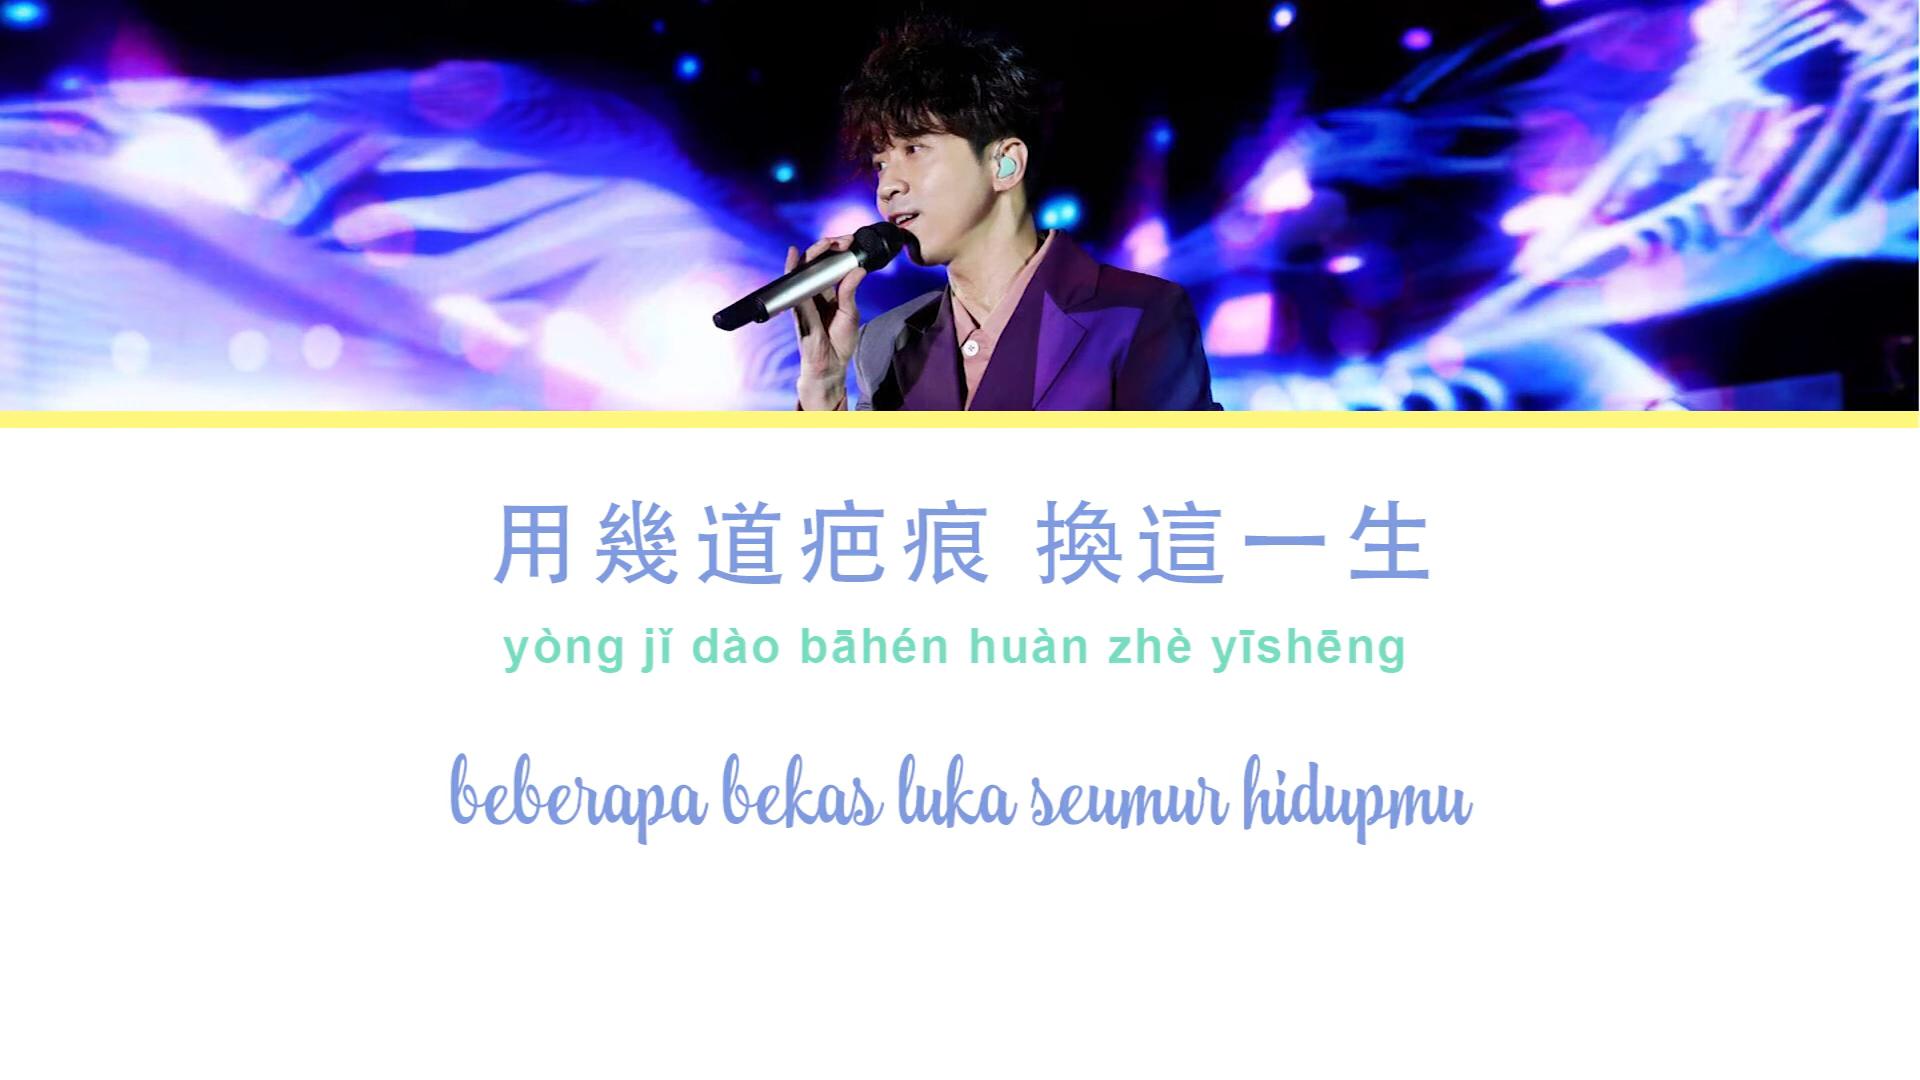 用幾道疤痕 換這一生
yòng jǐ dào bāhén huàn zhè yīshēng
beberapa bekas luka seumur hidupmu